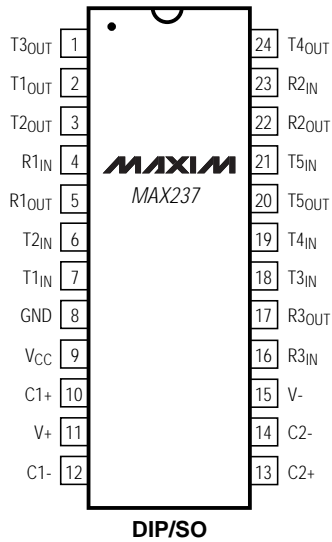 T3OUT 1 24 T4OUT
T1OUT 2 23 R2IN
T2OUT 3 22 R2OUT
R1IN 4 MAXIM 21 T5IN
R1OUT 5 MAX237 20 T5OUT
T2IN 6 19 T4IN
T1IN 7 18 T3IN
GND 8 17 R3OUT
VCC 9 16 R3IN
C1+ 10 15 V-
V+ 11 14 C2-
C1- 12 13 C2+
DIP/SO